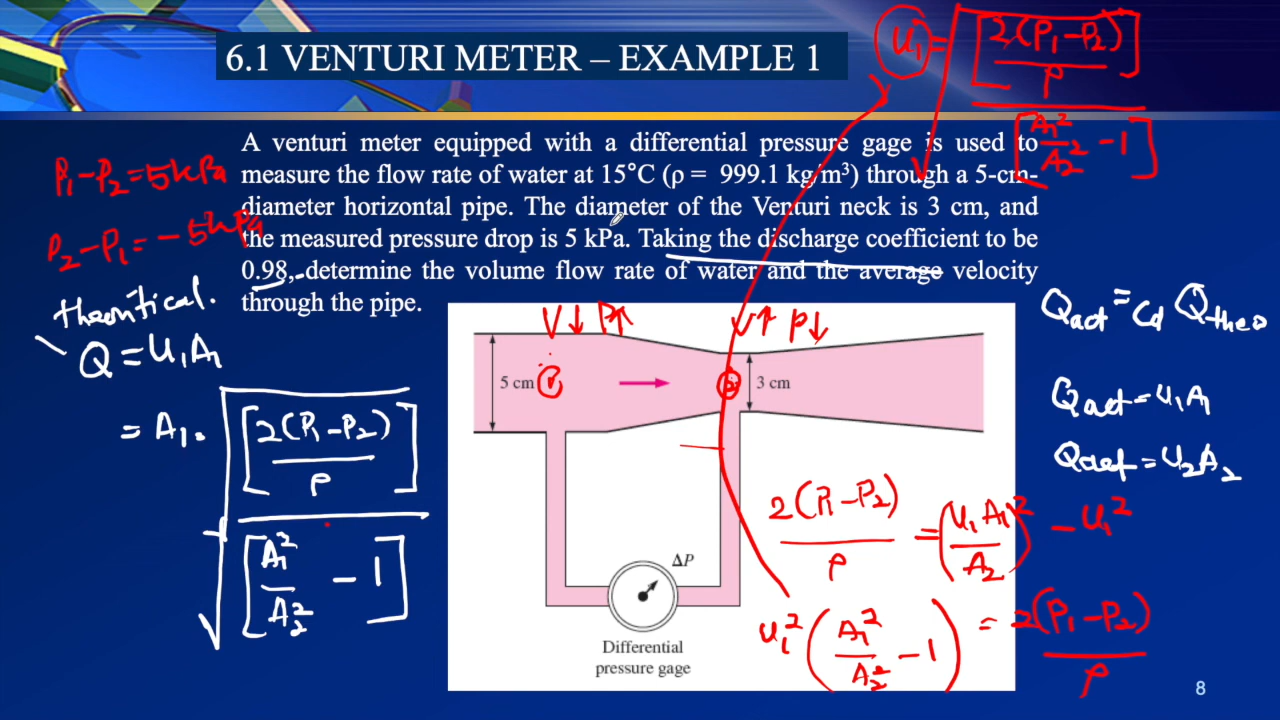 6.1 VENTURI METER – EXAMPLE 1
u₁ = √([2(P₁-P₂)/ρ] / [A₁²/A₂² - 1])
A venturi meter equipped with a differential pressure gage is used to
measure the flow rate of water at 15°C (ρ = 999.1 kg/m³) through a 5-cm-
diameter horizontal pipe. The diameter of the Venturi neck is 3 cm, and
the measured pressure drop is 5 kPa. Taking the discharge coefficient to be
0.98, determine the volume flow rate of water and the average velocity
through the pipe.
P₁-P₂=5kPa
P₂-P₁=-5kPa
theoritical.
Q=u₁A₁
= A₁. √([2(P₁-P₂)/ρ] / [A₁²/A₂² - 1])
V↓ P↑
V↑ P↓
5 cm
1
2
3 cm
ΔP
Differential
pressure gage
Qact = Cd Qtheo
Qact = u₁A₁
Qact = u₂A₂
2(P₁-P₂)/ρ = (u₁A₁/A₂)² - u₁²
u₁²(A₁²/A₂² - 1) = 2(P₁-P₂)/ρ
8